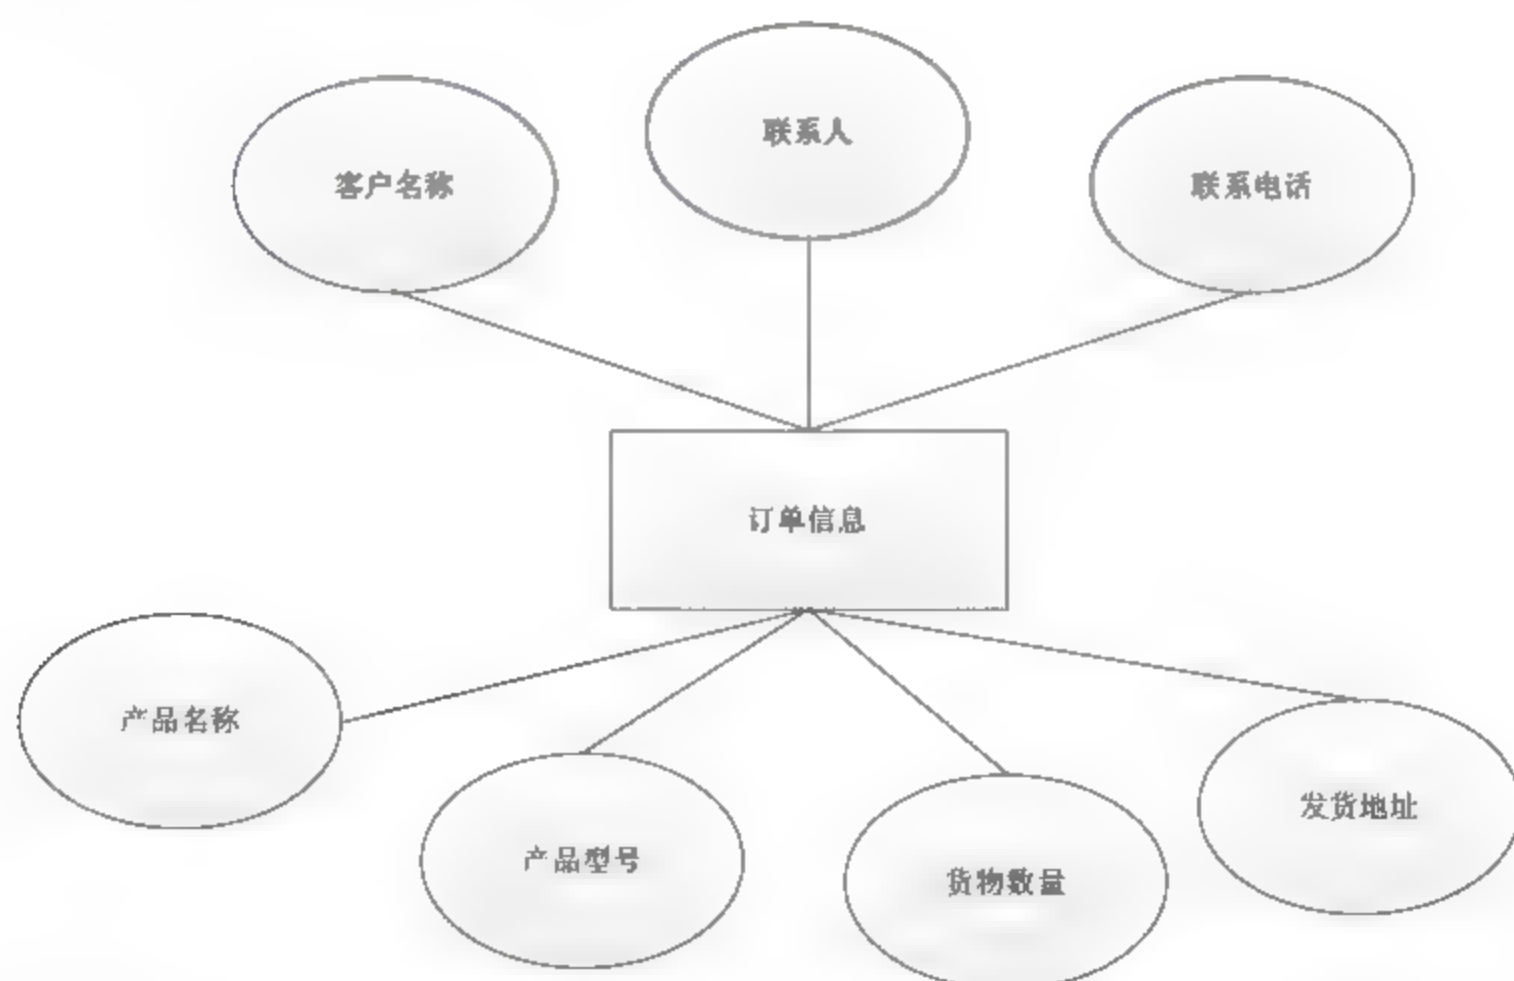 联系人
客户名称
联系电话
订单信息
产品名称
发货地址
产品型号
货物数量